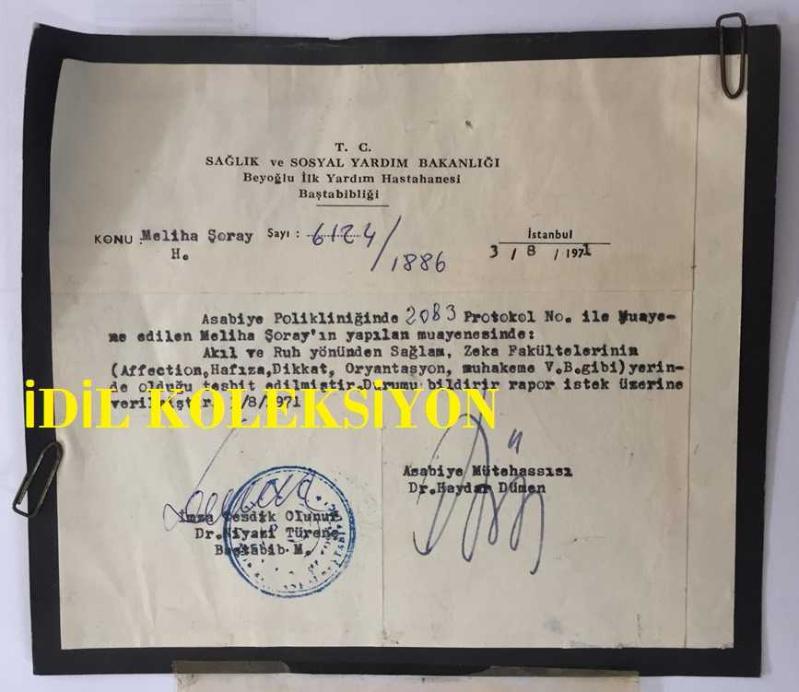 T. C.
SAĞLIK ve SOSYAL YARDIM BAKANLIĞI
Beyoğlu İlk Yardım Hastahanesi
Baştabibliği
KONU : Meliha Şoray Sayı : 6124/1886 İstanbul
H. 3 / 8 / 1971
Asabiye Polikliniğinde 2083 Protokol No. ile Muaye-
ne edilen Meliha Şoray'ın yapılan muayenesinde:
Akıl ve Ruh yönünden Sağlam, Zeka Fakültelerinin
(Affection,Hafıza,Dikkat, Oryantasyon, muhakeme V.B.gibi)yerin-
de olduğu tesbit edilmiştir.Durumu bildirir rapor istek üzerine
verilmiştir. /8/1971
İDİL KOLEKSİYON
Asabiye Mütehassısı
Dr.Haydar Dümen
İmza Tesdik Olunur
Dr.Niyazi Türene
Baştabib M.